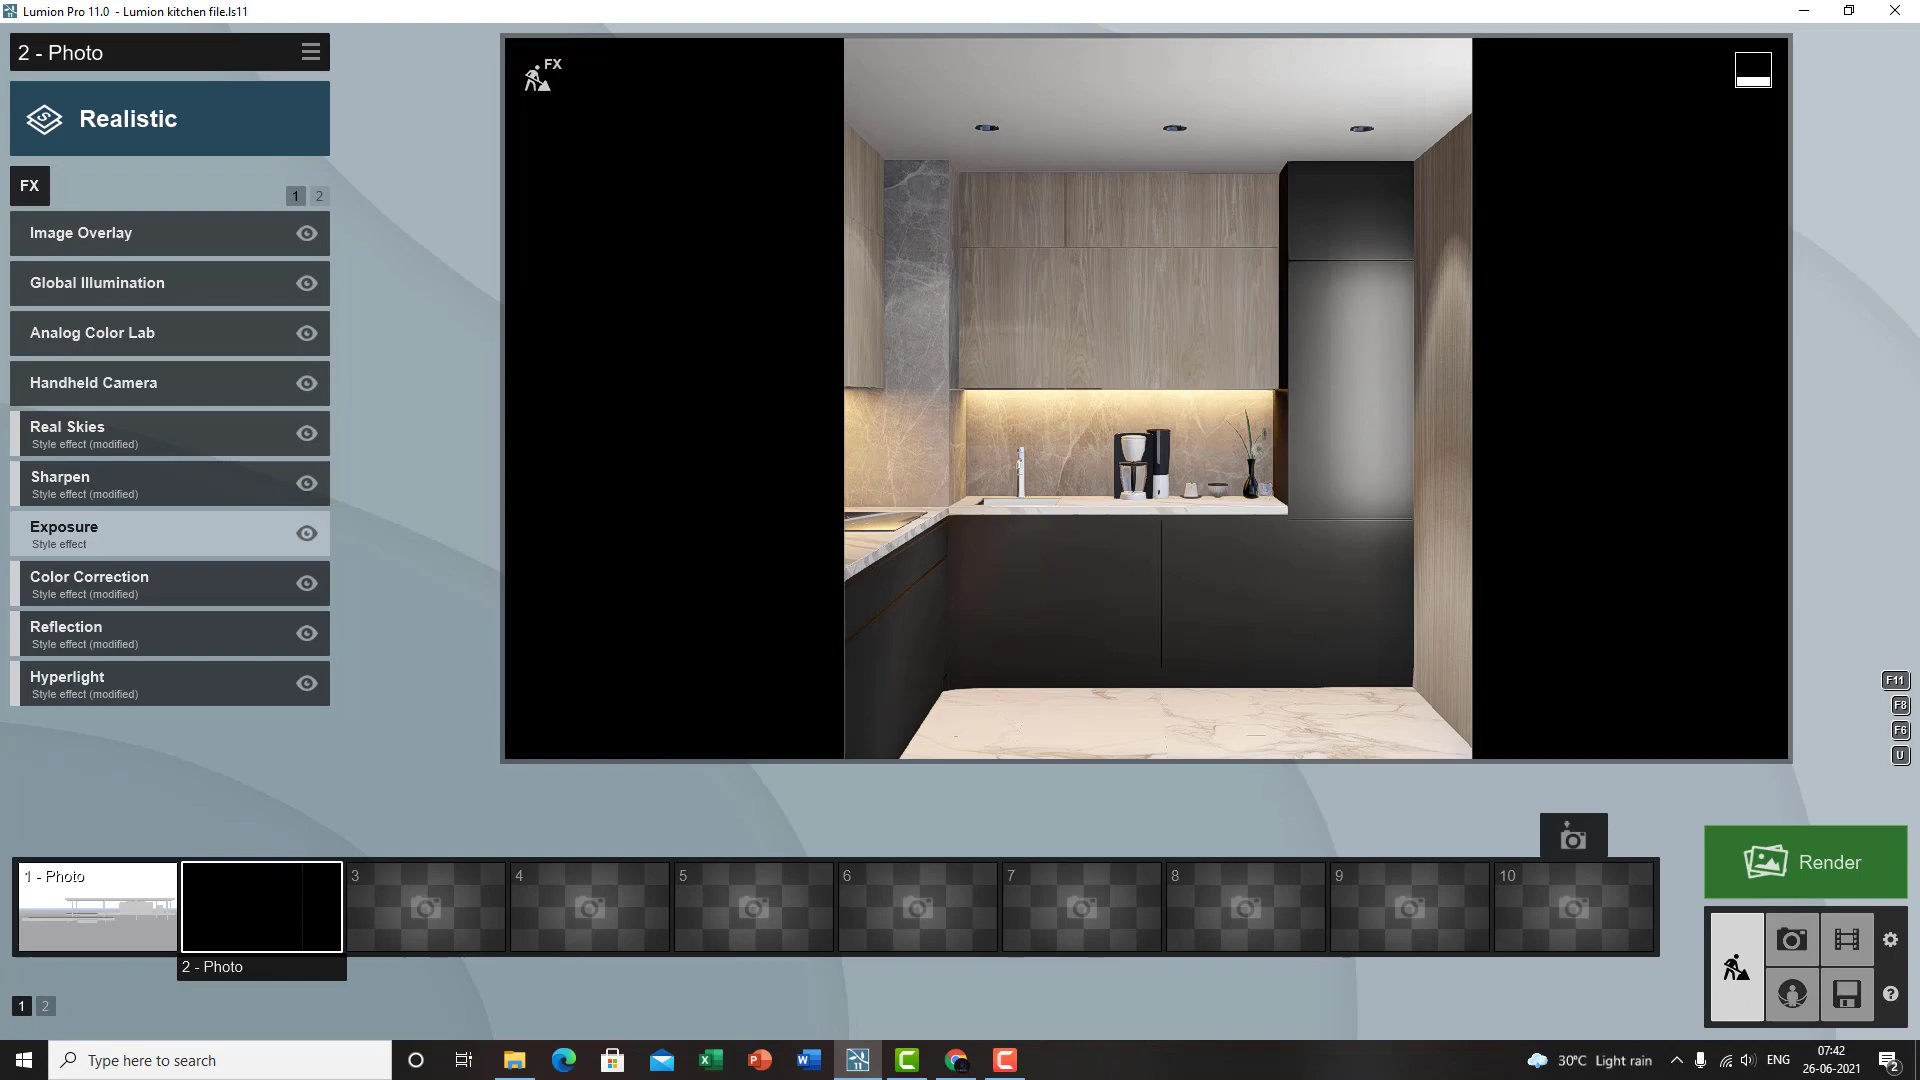 Lumion Pro 11.0 - Lumion kitchen file.ls11
2 - Photo
Realistic
FX
1 2
Image Overlay
Global Illumination
Analog Color Lab
Handheld Camera
Real Skies
Style effect (modified)
Sharpen
Style effect (modified)
Exposure
Style effect
Color Correction
Style effect (modified)
Reflection
Style effect (modified)
Hyperlight
Style effect (modified)
FX
F11
F8
F6
U
Render
1 - Photo
3
4
5
6
7
8
9
10
2 - Photo
1 2
Type here to search
30°C Light rain
ENG
07:42
26-06-2021
2